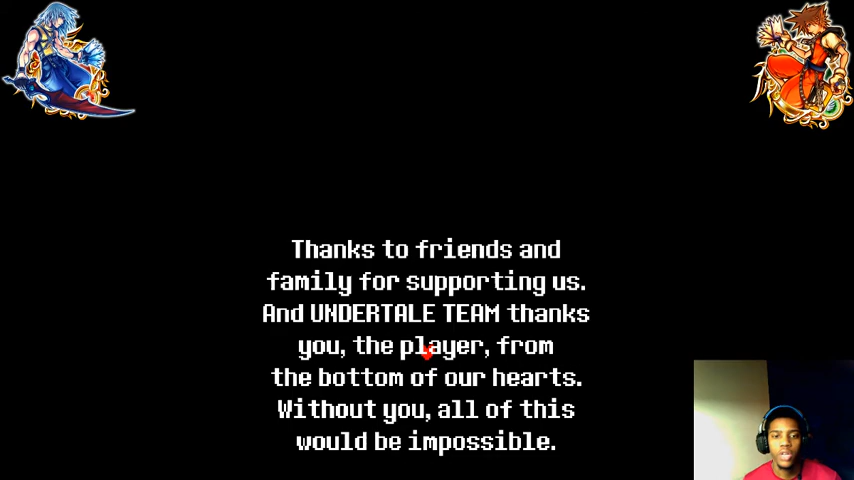 Thanks to friends and
family for supporting us.
And UNDERTALE TEAM thanks
you, the player, from
the bottom of our hearts.
Without you, all of this
would be impossible.